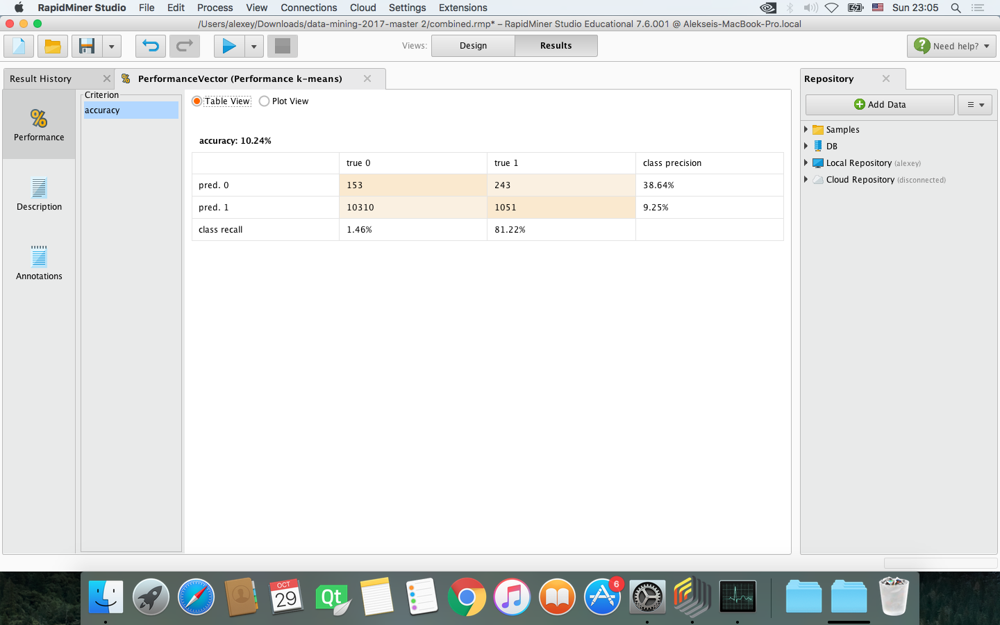 RapidMiner Studio File Edit Process View Connections Cloud Settings Extensions Sun 23:05
/Users/alexey/Downloads/data-mining-2017-master 2/combined.rmp* – RapidMiner Studio Educational 7.6.001 @ Alekseis-MacBook-Pro.local
Views: Design Results Need help?
Result History PerformanceVector (Performance k-means) Repository
Criterion
accuracy
Performance
Description
Annotations
Table View Plot View
accuracy: 10.24%
true 0 true 1 class precision
pred. 0 153 243 38.64%
pred. 1 10310 1051 9.25%
class recall 1.46% 81.22%
Add Data
Samples
DB
Local Repository (alexey)
Cloud Repository (disconnected)
OCT
29
Qt
6